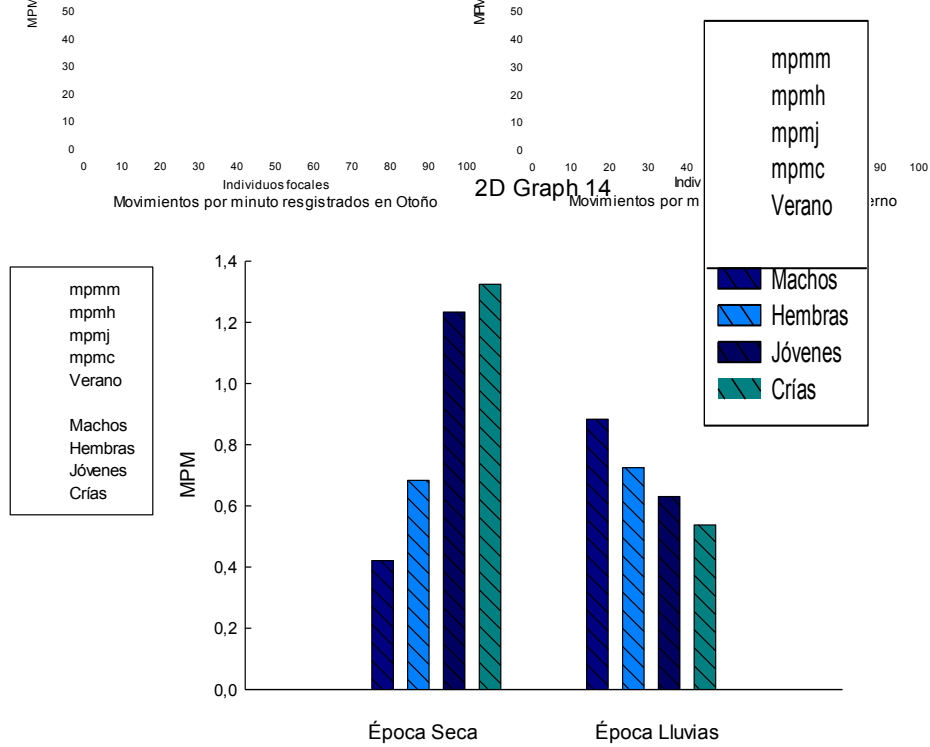 MPM
50
40
30
20
10
0
0 10 20 30 40 50 60 70 80 90 100
Individuos focales
Movimientos por minuto resgistrados en Otoño
MPM
50
40
30
20
10
0
0 10 20 30 40 90 100
Indiv
Movimientos por m erno
2D Graph 14
mpmm
mpmh
mpmj
mpmc
Verano
Machos
Hembras
Jóvenes
Crías
mpmm
mpmh
mpmj
mpmc
Verano
Machos
Hembras
Jóvenes
Crías
MPM
1,4
1,2
1,0
0,8
0,6
0,4
0,2
0,0
Época Seca Época Lluvias